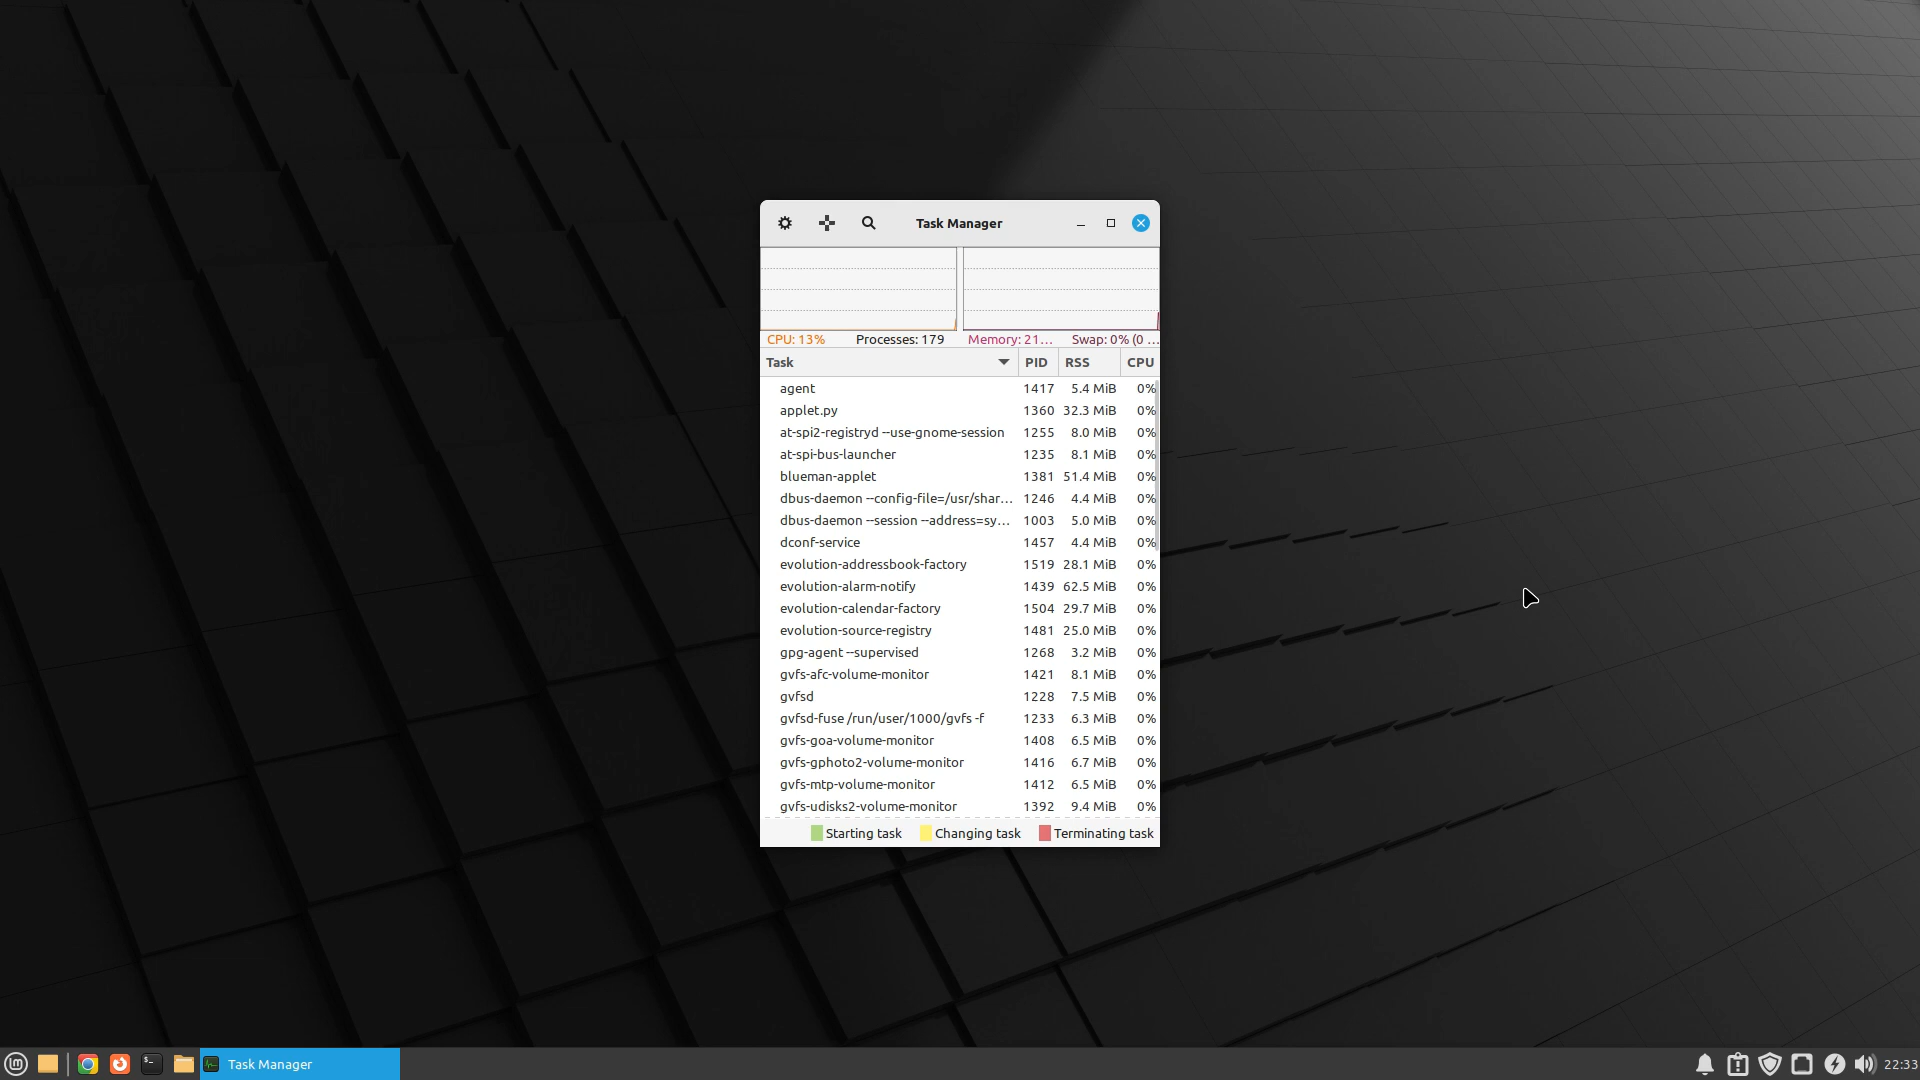 Task Manager
CPU: 13% Processes: 179 Memory: 21... Swap: 0% (0 ...
Task PID RSS CPU
agent 1417 5.4 MiB 0%
applet.py 1360 32.3 MiB 0%
at-spi2-registryd --use-gnome-session 1255 8.0 MiB 0%
at-spi-bus-launcher 1235 8.1 MiB 0%
blueman-applet 1381 51.4 MiB 0%
dbus-daemon --config-file=/usr/shar... 1246 4.4 MiB 0%
dbus-daemon --session --address=sy... 1003 5.0 MiB 0%
dconf-service 1457 4.4 MiB 0%
evolution-addressbook-factory 1519 28.1 MiB 0%
evolution-alarm-notify 1439 62.5 MiB 0%
evolution-calendar-factory 1504 29.7 MiB 0%
evolution-source-registry 1481 25.0 MiB 0%
gpg-agent --supervised 1268 3.2 MiB 0%
gvfs-afc-volume-monitor 1421 8.1 MiB 0%
gvfsd 1228 7.5 MiB 0%
gvfsd-fuse /run/user/1000/gvfs -f 1233 6.3 MiB 0%
gvfs-goa-volume-monitor 1408 6.5 MiB 0%
gvfs-gphoto2-volume-monitor 1416 6.7 MiB 0%
gvfs-mtp-volume-monitor 1412 6.5 MiB 0%
gvfs-udisks2-volume-monitor 1392 9.4 MiB 0%
Starting task Changing task Terminating task
Task Manager 22:33